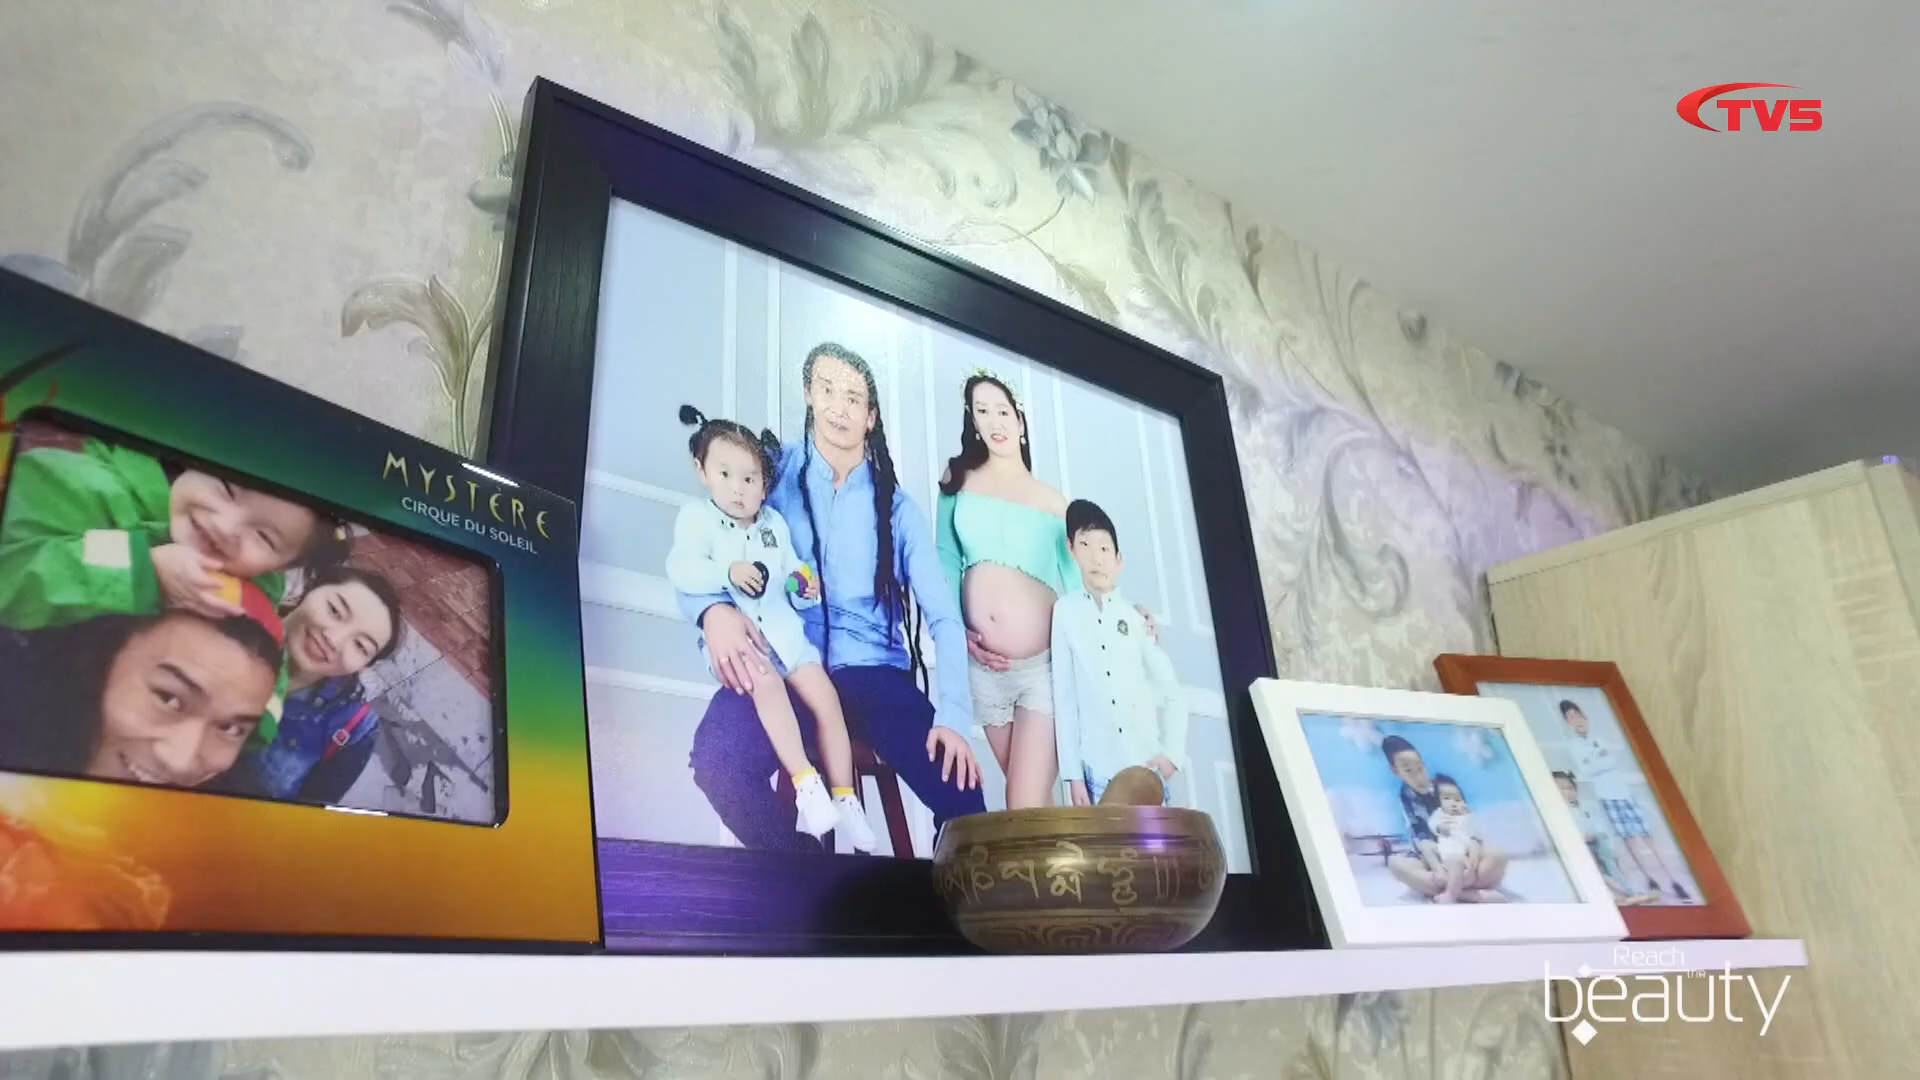 TV5
MYSTÈRE
CIRQUE DU SOLEIL
Reach
the
beauty